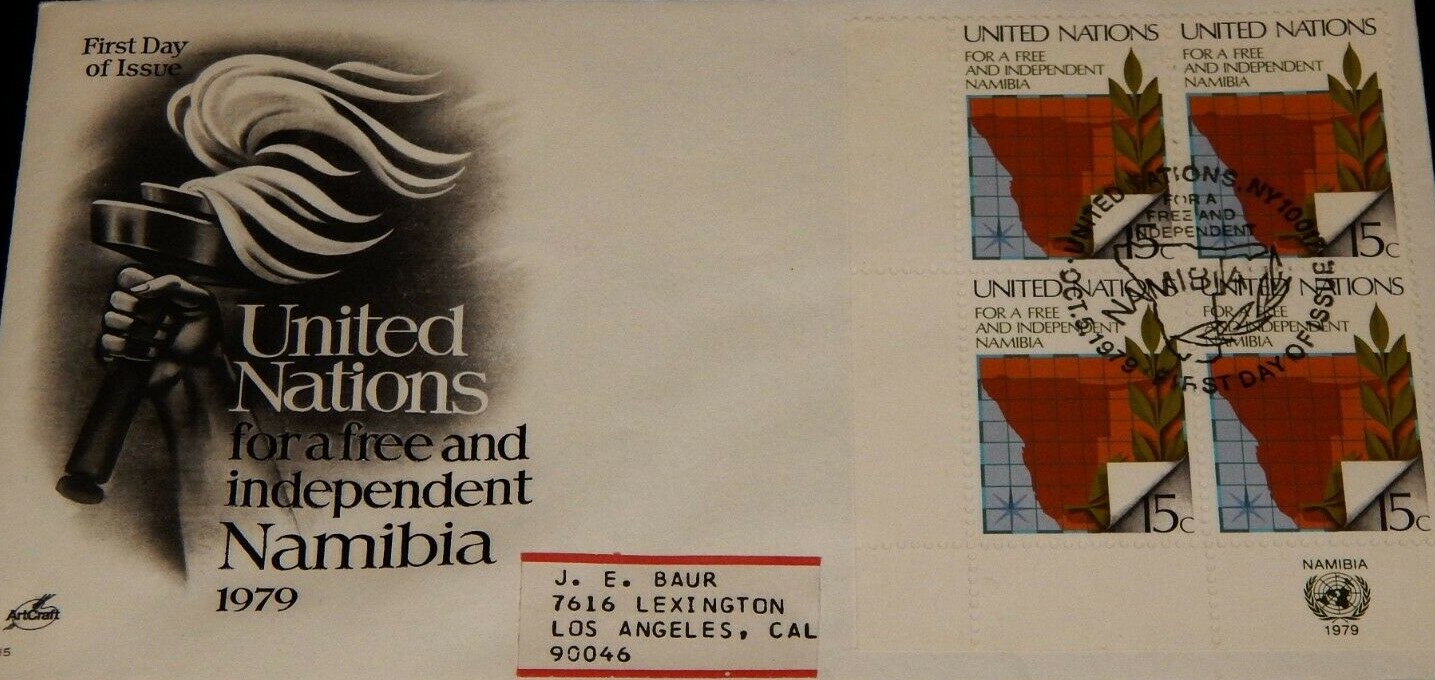 First Day
of Issue
United
Nations
for a free and
independent
Namibia
1979
ArtCraft
J. E. BAUR
7616 LEXINGTON
LOS ANGELES, CAL
90046
UNITED NATIONS
FOR A FREE
AND INDEPENDENT
NAMIBIA
15c
UNITED NATIONS
FOR A FREE
AND INDEPENDENT
NAMIBIA
15c
UNITED NATIONS
FOR A FREE
AND INDEPENDENT
NAMIBIA
15c
UNITED NATIONS
FOR A FREE
AND INDEPENDENT
NAMIBIA
15c
UNITED NATIONS, NY
FOR A
FREE AND
INDEPENDENT
NAMIBIA
OCT. 5, 1979
FIRST DAY OF ISSUE
NAMIBIA
1979